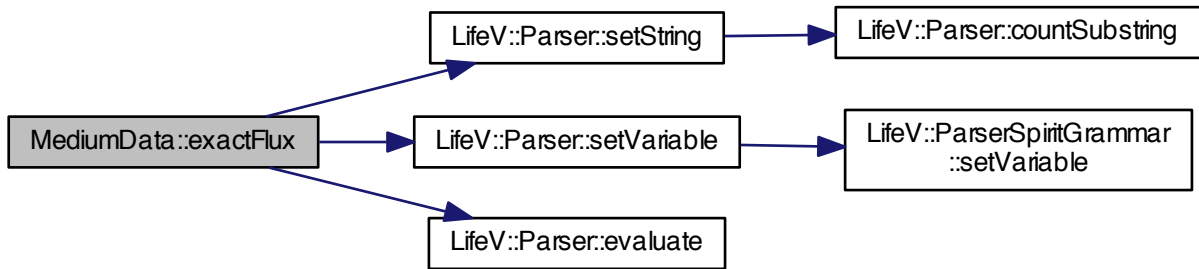 LifeV::Parser::setString
LifeV::Parser::countSubstring
MediumData::exactFlux
LifeV::Parser::setVariable
LifeV::ParserSpiritGrammar
::setVariable
LifeV::Parser::evaluate